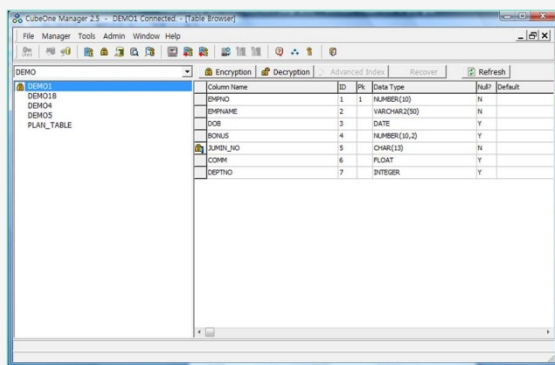 CubeOne Manager 2.5 - DEMO1 Connected. - [Table Browser]
File Manager Tools Admin Window Help
DEMO
Encryption Decryption Advanced Index Recover Refresh
DEMO1
DEMO18
DEMO4
DEMO5
PLAN_TABLE
Column Name ID Pk Data Type Null? Default
EMPNO 1 1 NUMBER(10) N
EMPNAME 2 VARCHAR2(50) N
DOB 3 DATE Y
BONUS 4 NUMBER(10,2) Y
JUMIN_NO 5 CHAR(13) N
COMM 6 FLOAT Y
DEPTNO 7 INTEGER Y